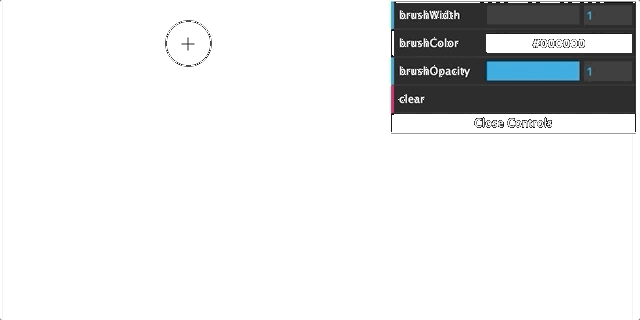 brushWidth 1
brushColor #000000
brushOpacity 1
clear
Close Controls